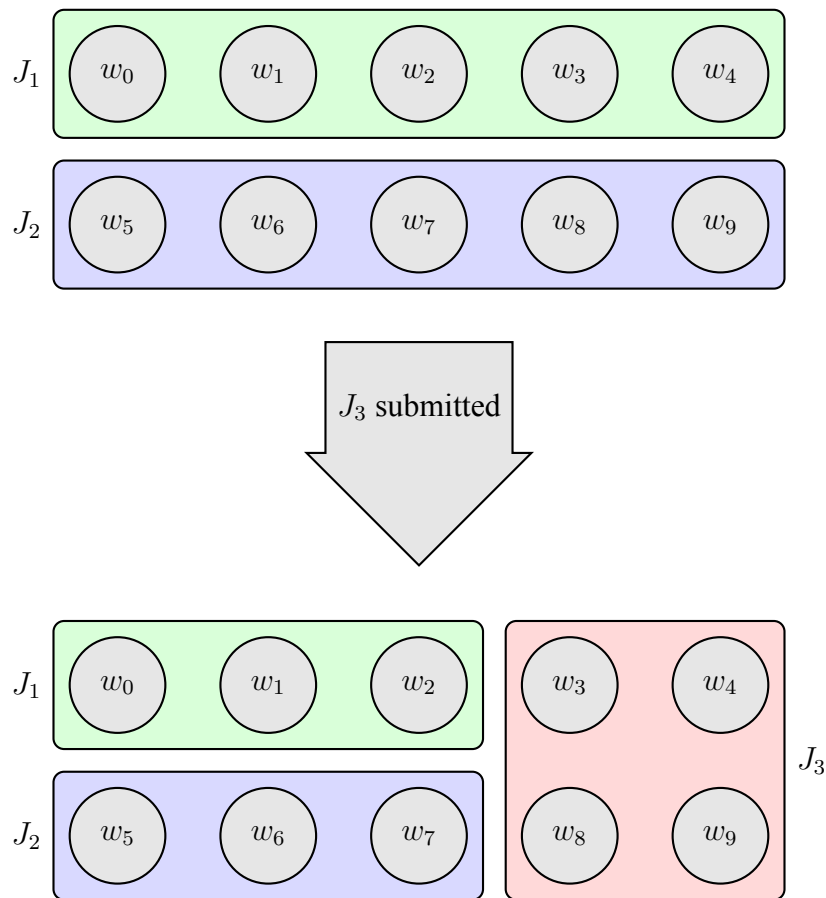 J₁ w₀ w₁ w₂ w₃ w₄
J₂ w₅ w₆ w₇ w₈ w₉
J₃ submitted
J₁ w₀ w₁ w₂ w₃ w₄
J₃
J₂ w₅ w₆ w₇ w₈ w₉